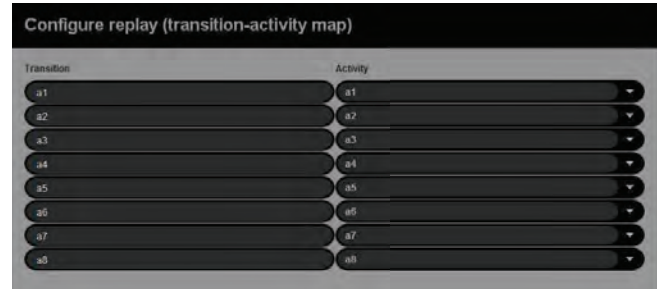 Configure replay (transition-activity map)
Transition Activity
a1 a1
a2 a2
a3 a3
a4 a4
a5 a5
a6 a6
a7 a7
a8 a8